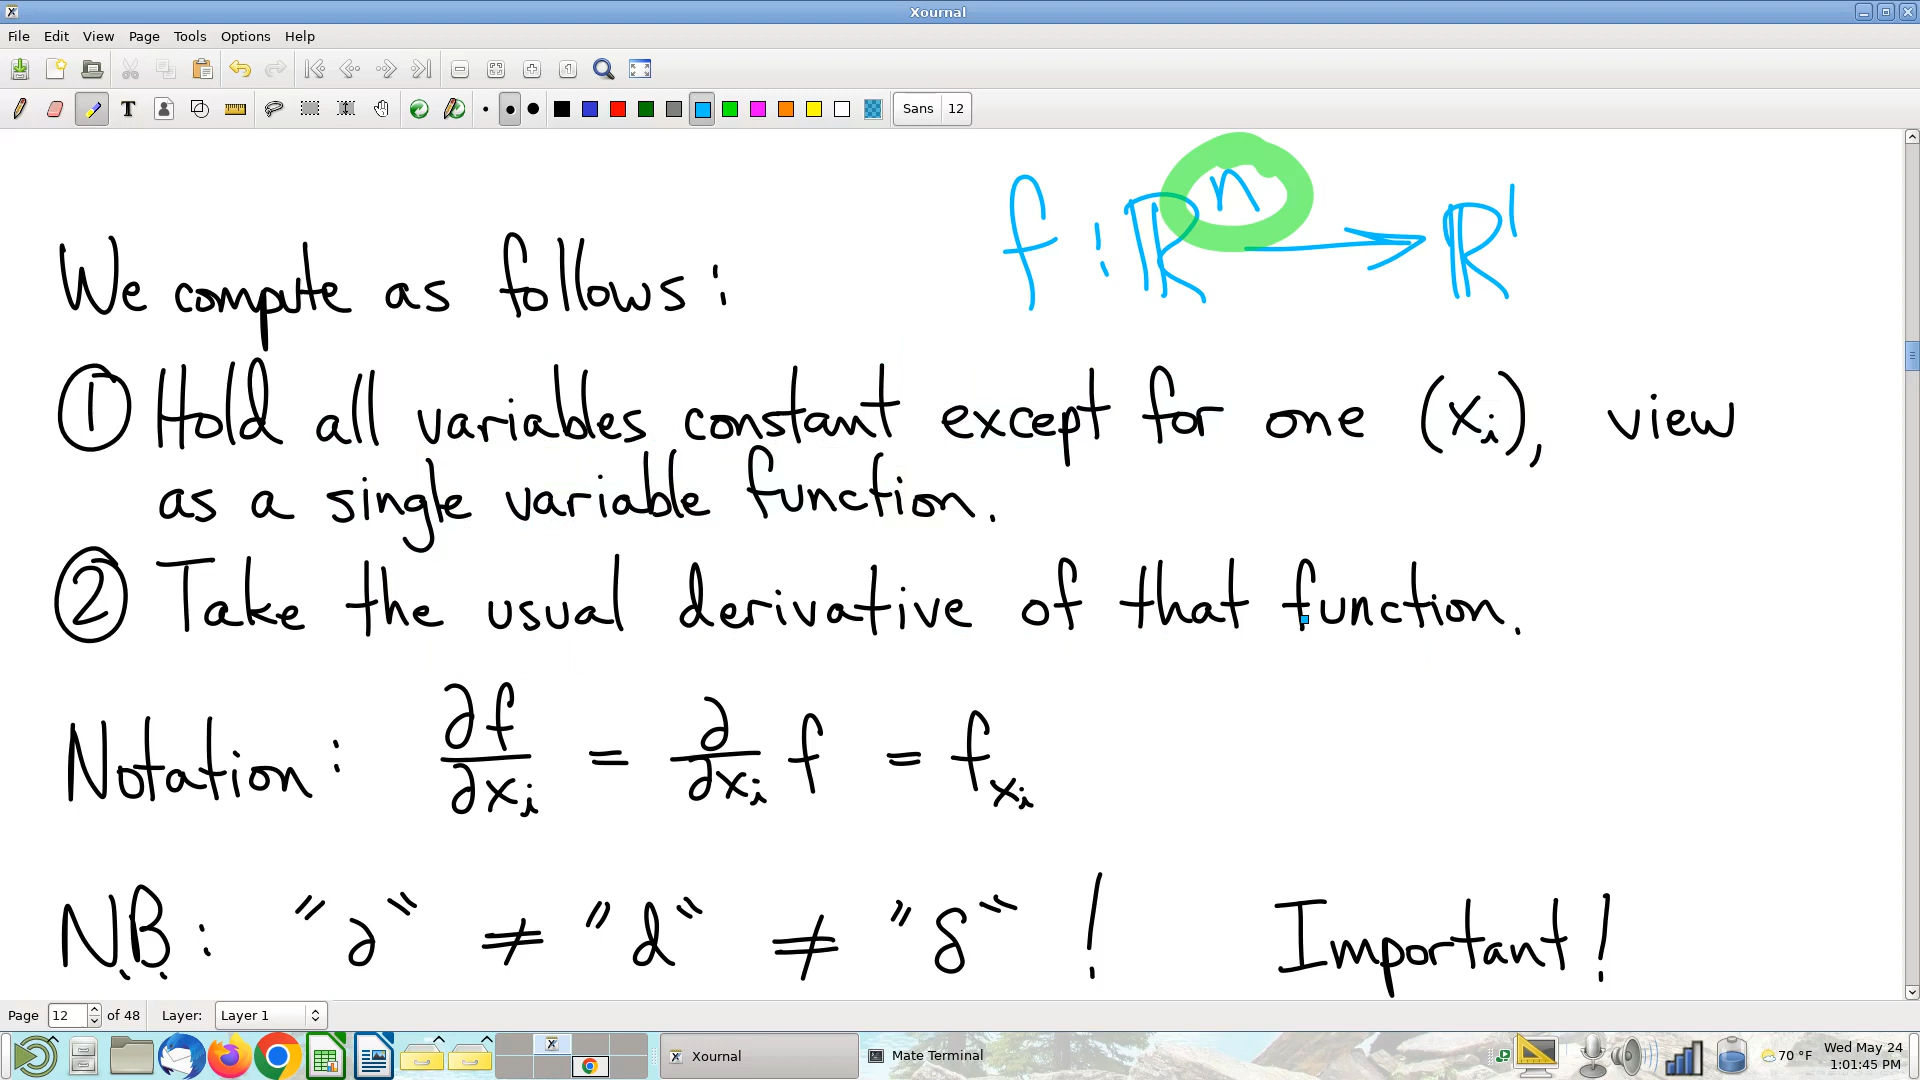 Xournal
File Edit View Page Tools Options Help
Sans 12
f : ℝⁿ → ℝ¹
We compute as follows :
① Hold all variables constant except for one (xᵢ), view
as a single variable function.
② Take the usual derivative of that function.
Notation : ∂f/∂xᵢ = ∂/∂xᵢ f = f_xᵢ
N.B. : "∂" ≠ "d" ≠ "δ" ! Important !
Page 12 of 48 Layer: Layer 1
Xournal Mate Terminal 70 °F Wed May 24
1:01:45 PM